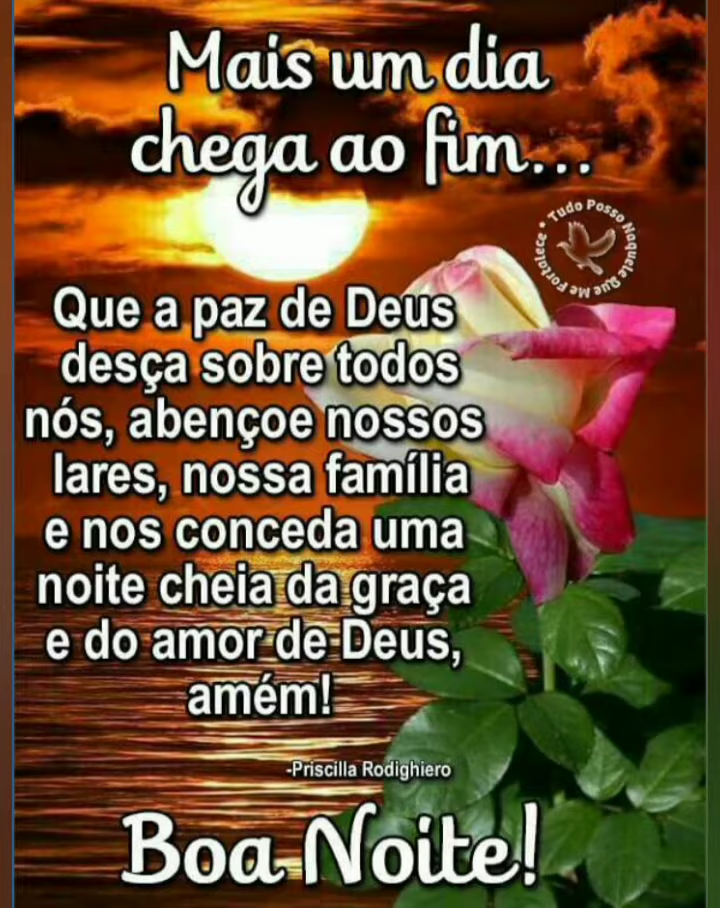 Mais um dia
chega ao fim...
Tudo Posso Naquele Que Me Fortalece •
Que a paz de Deus
desça sobre todos
nós, abençoe nossos
lares, nossa família
e nos conceda uma
noite cheia da graça
e do amor de Deus,
amém!
-Priscilla Rodighiero
Boa Noite!